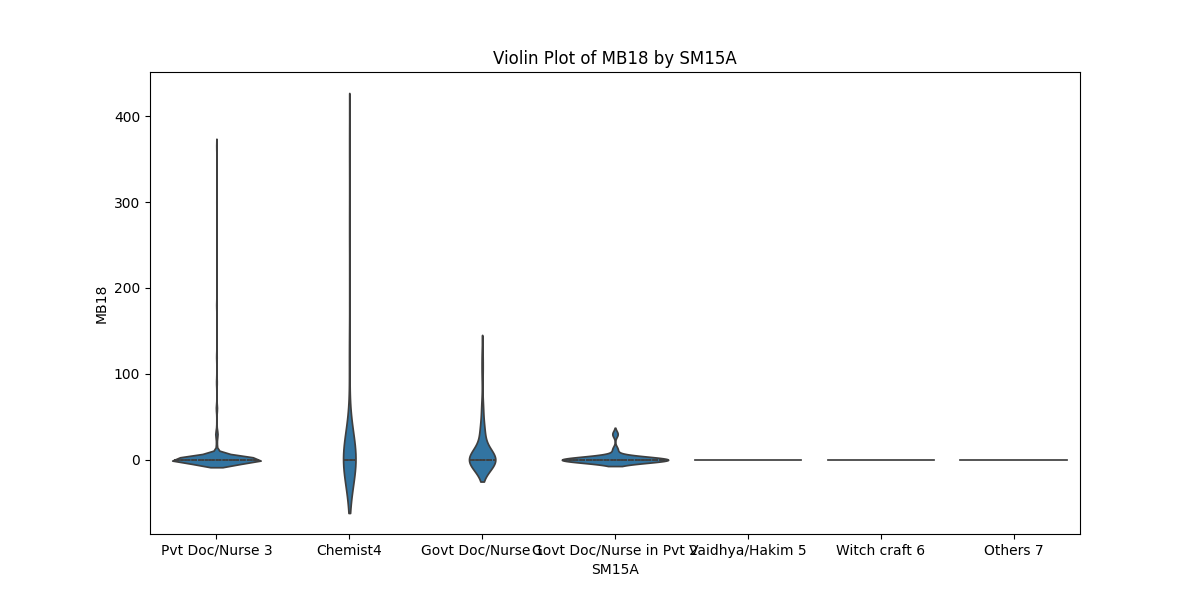 Violin Plot of MB18 by SM15A
400
300
200
100
0
MB18
Pvt Doc/Nurse 3
Chemist4
Govt Doc/Nurse 1
Govt Doc/Nurse in Pvt 2
Vaidhya/Hakim 5
Witch craft 6
Others 7
SM15A